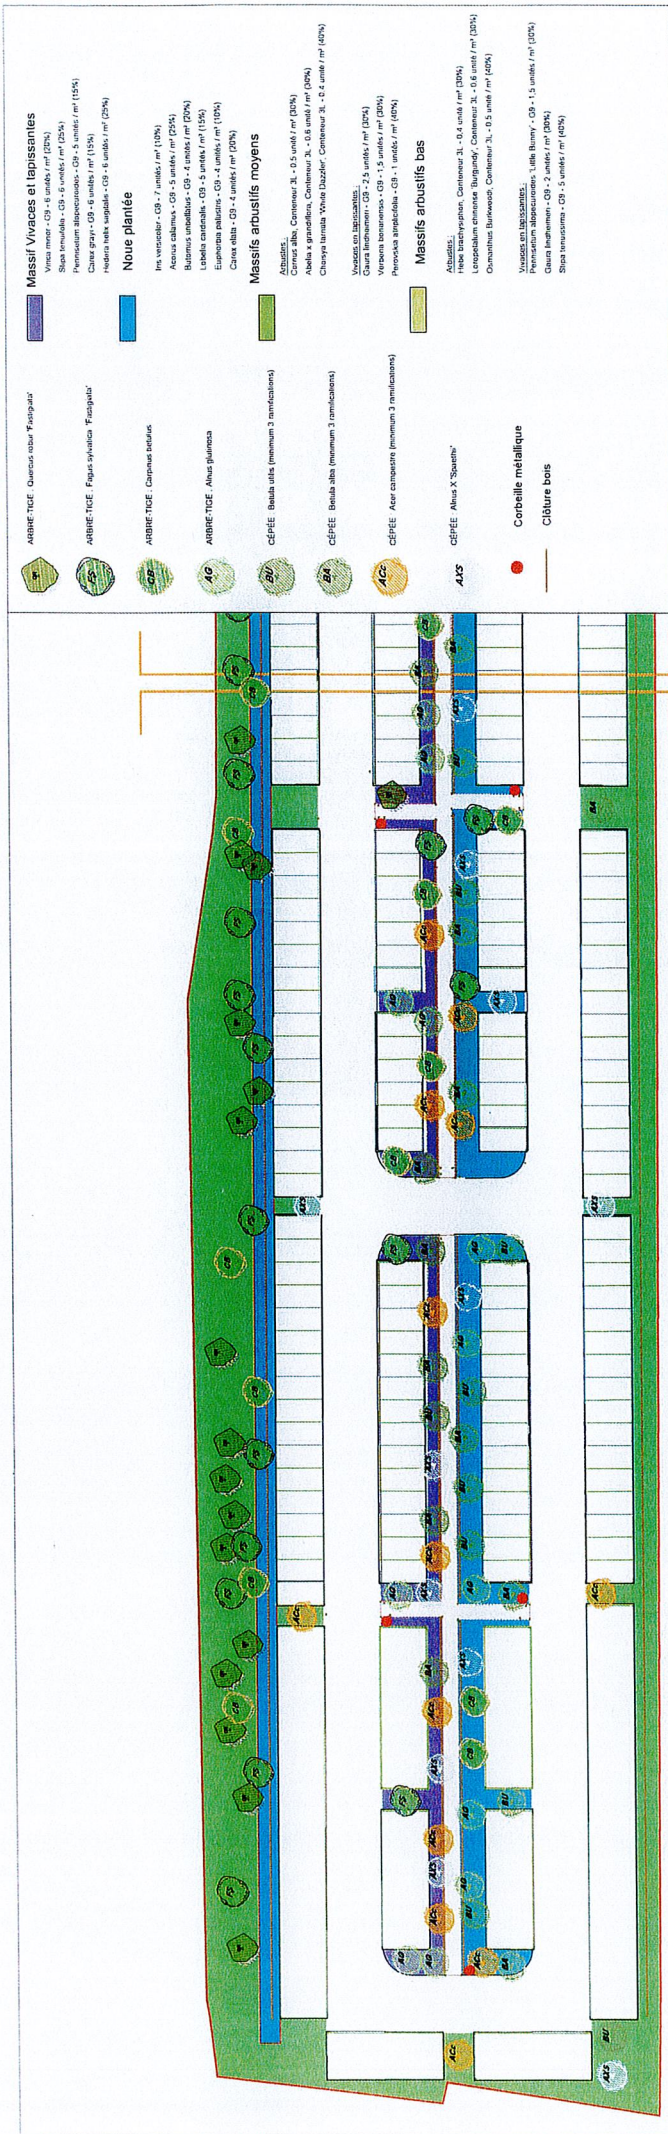 ARBRE-TIGE : Quercus robur 'Fastigiata'
ARBRE-TIGE : Fagus sylvatica 'Fastigiata'
ARBRE-TIGE : Carpinus betulus
ARBRE-TIGE : Alnus glutinosa
CÉPÉE : Betula utilis (minimum 3 ramifications)
CÉPÉE : Betula alba (minimum 3 ramifications)
CÉPÉE : Acer campestre (minimum 3 ramifications)
CÉPÉE : Alnus X 'Spaethii'
Corbeille métallique
Clôture bois
FS
CB
AG
BU
BA
ACc
AXS
Massif Vivaces et tapissantes
Vinca minor - G9 - 6 unités / m² (20%)
Stipa tenuifolia - G9 - 6 unités / m² (25%)
Pennisetum alopecuroides - G9 - 5 unités / m² (15%)
Carex grayi - G9 - 6 unités / m² (15%)
Hedera helix sagitale - G9 - 6 unités / m² (25%)
Noue plantée
Iris versicolor - G9 - 7 unités / m² (10%)
Acorus calamus - G9 - 5 unités / m² (25%)
Butomus umbellatus - G9 - 4 unités / m² (20%)
Lobelia cardinalis - G9 - 5 unités / m² (15%)
Euphorbia palustris - G9 - 4 unités / m² (10%)
Carex elata - G9 - 4 unités / m² (20%)
Massifs arbustifs moyens
Arbustes :
Cornus alba, Conteneur 3L - 0.5 unité / m² (30%)
Abelia x grandiflora, Conteneur 3L - 0.6 unité / m² (30%)
Choisya ternata 'White Dazzler', Conteneur 3L - 0.4 unité / m² (40%)
Vivaces en tapissantes :
Gaura lindheimeri - G9 - 2,5 unités / m² (30%)
Verbena bonariensis - G9 - 1,5 unités / m² (30%)
Perovskia atriplicifolia - G9 - 1 unités / m² (40%)
Massifs arbustifs bas
Arbustes :
Hebe brachysiphon, Conteneur 3L - 0.4 unité / m² (30%)
Loropetalum chinense 'Burgundy', Conteneur 3L - 0.6 unité / m² (30%)
Osmanthus Burkwoodii, Conteneur 3L - 0.5 unité / m² (40%)
Vivaces en tapissantes :
Pennisetum alopecuroides 'Little Bunny' - G9 - 1,5 unités / m² (30%)
Gaura lindheimeri - G9 - 2 unités / m² (30%)
Stipa tenuissima - G9 - 5 unités / m² (40%)